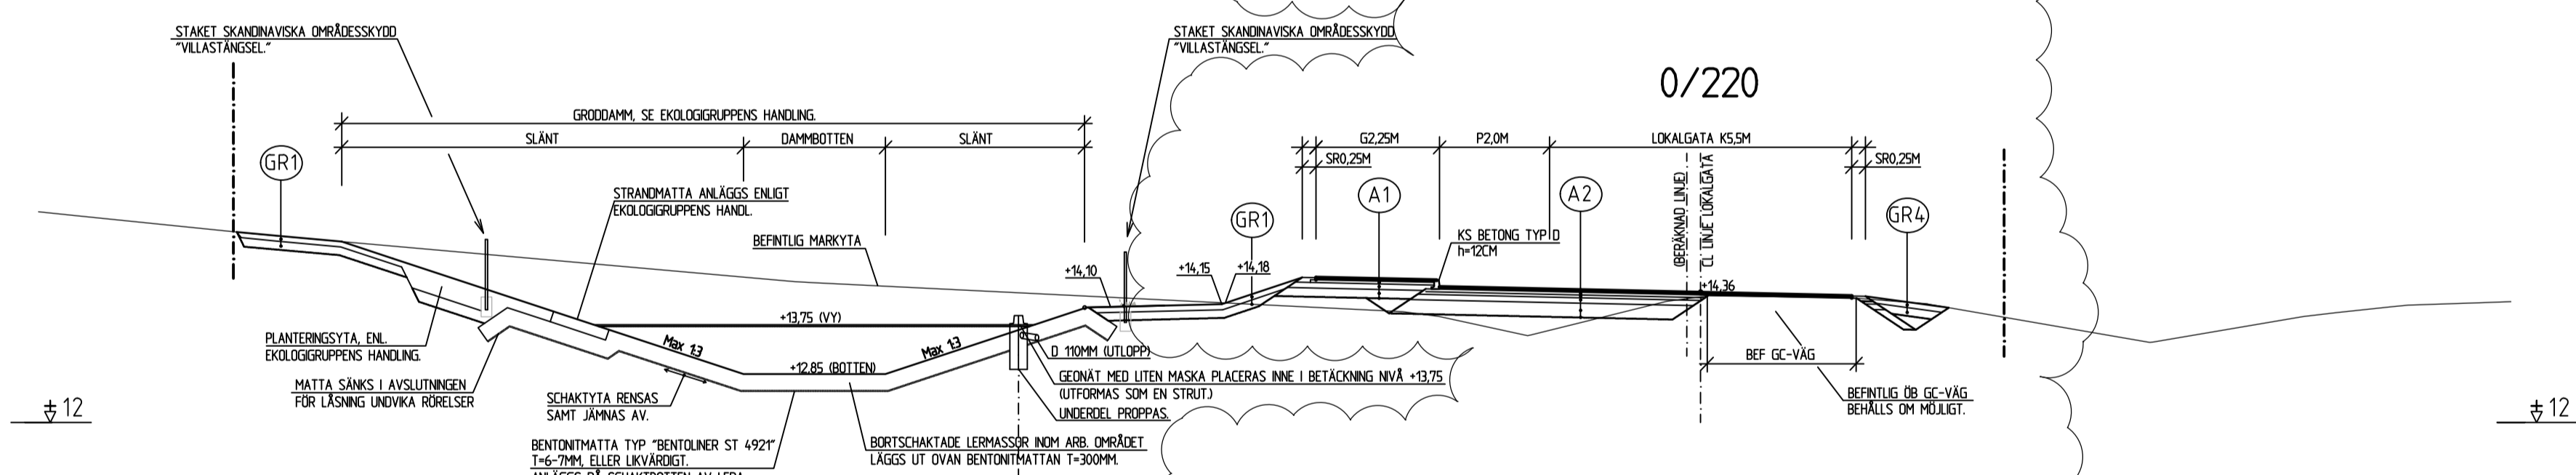 STAKET SKANDINAVISKA OMRÅDESSKYDD
"VILLASTÄNGSEL."
STAKET SKANDINAVISKA OMRÅDESSKYDD
"VILLASTÄNGSEL."
0/220
GRODDAMM, SE EKOLOGIGRUPPENS HANDLING.
SLÄNT
DAMMBOTTEN
SLÄNT
G2,25M
P2,0M
LOKALGATA K5,5M
SR0,25M
SR0,25M
GR1
STRANDMATTA ANLÄGGS ENLIGT
EKOLOGIGRUPPENS HANDL.
BEFINTLIG MARKYTA
GR1
A1
A2
GR4
(BERÄKNAD LINJE)
CL LINJE LOKALGATA
KS BETONG TYP D
h=12CM
+14,10
+14,15
+14,18
+14,36
+13,75 (VY)
Max 1:3
Max 1:3
+12,85 (BOTTEN)
PLANTERINGSYTA, ENL.
EKOLOGIGRUPPENS HANDLING.
MATTA SÄNKS I AVSLUTNINGEN
FÖR LÅSNING UNDVIKA RÖRELSER
SCHAKTYTA RENSAS
SAMT JÄMNAS AV.
D 110MM (UTLOPP)
GEONÄT MED LITEN MASKA PLACERAS INNE I BETÄCKNING NIVÅ +13,75
(UTFORMAS SOM EN STRUT.)
UNDERDEL PROPPAS.
BEF GC-VÄG
BEFINTLIG ÖB GC-VÄG
BEHÅLLS OM MÖJLIGT.
± 12
± 12
BENTONITMATTA TYP "BENTOLINER ST 4921"
T=6-7MM, ELLER LIKVÄRDIGT.
BORTSCHAKTADE LERMASSOR INOM ARB. OMRÅDET
LÄGGS UT OVAN BENTONITMATTAN T=300MM.